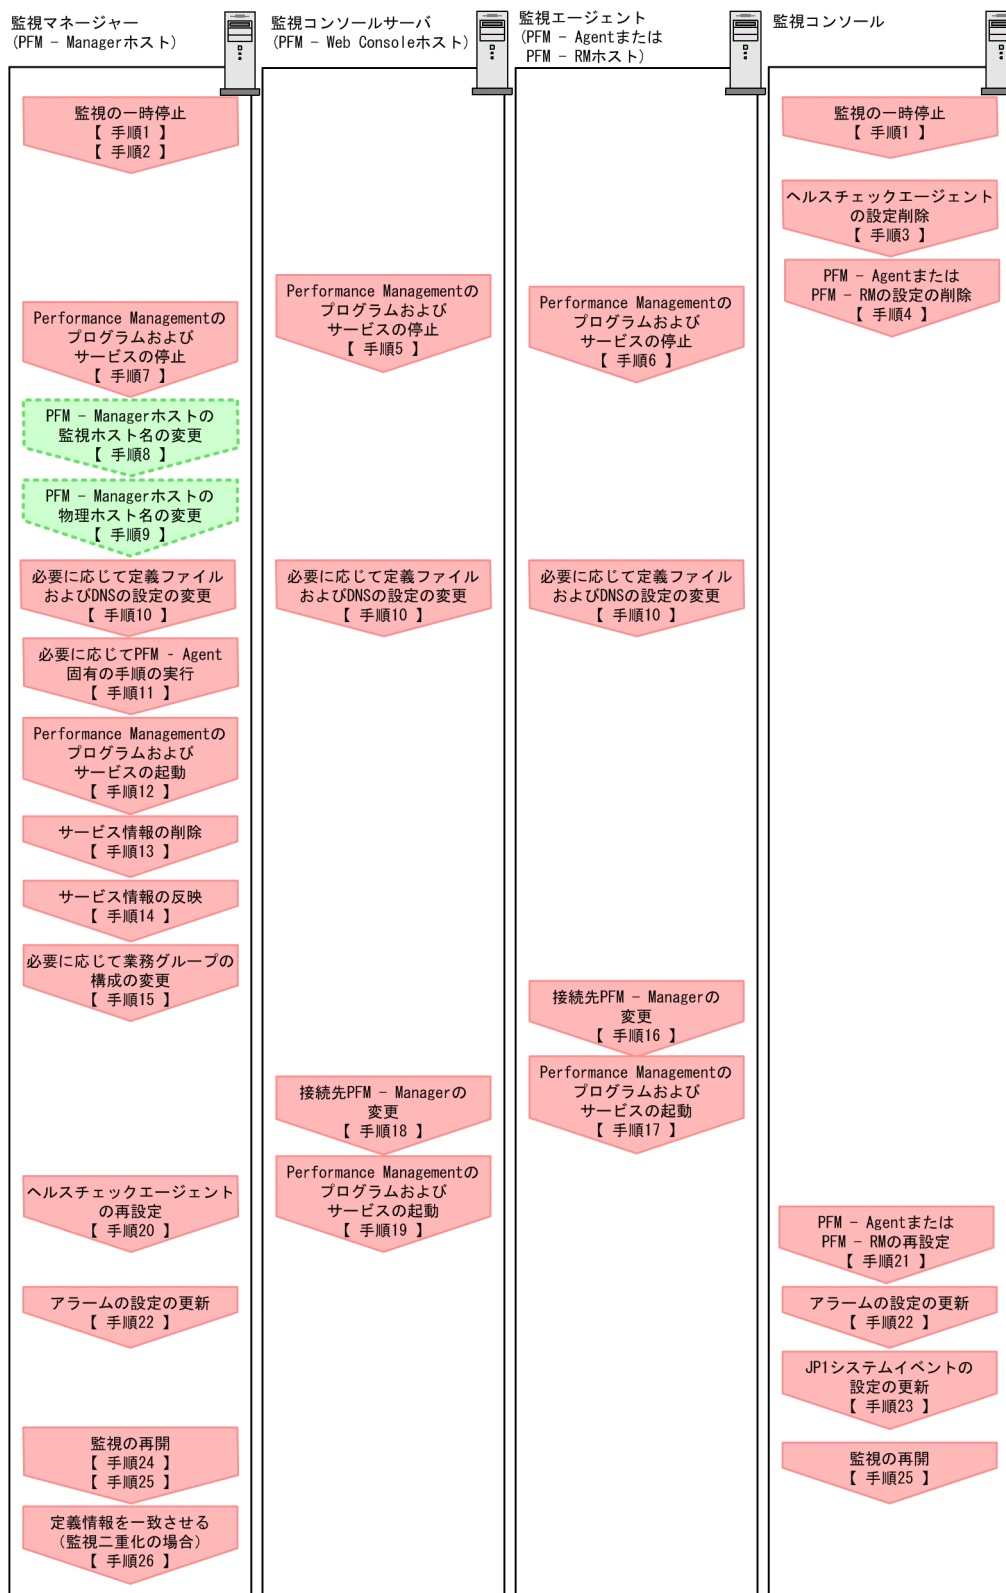 監視マネージャー
(PFM － Managerホスト)
監視コンソールサーバ
(PFM － Web Consoleホスト)
監視エージェント
(PFM － Agentまたは
PFM － RMホスト)
監視コンソール
監視の一時停止
【 手順1 】
【 手順2 】
監視の一時停止
【 手順1 】
ヘルスチェックエージェント
の設定削除
【 手順3 】
PFM － Agentまたは
PFM － RMの設定の削除
【 手順4 】
Performance Managementの
プログラムおよび
サービスの停止
【 手順5 】
Performance Managementの
プログラムおよび
サービスの停止
【 手順6 】
Performance Managementの
プログラムおよび
サービスの停止
【 手順7 】
PFM － Managerホストの
監視ホスト名の変更
【 手順8 】
PFM － Managerホストの
物理ホスト名の変更
【 手順9 】
必要に応じて定義ファイル
およびDNSの設定の変更
【 手順10 】
必要に応じて定義ファイル
およびDNSの設定の変更
【 手順10 】
必要に応じて定義ファイル
およびDNSの設定の変更
【 手順10 】
必要に応じてPFM - Agent
固有の手順の実行
【 手順11 】
Performance Managementの
プログラムおよび
サービスの起動
【 手順12 】
サービス情報の削除
【 手順13 】
サービス情報の反映
【 手順14 】
必要に応じて業務グループの
構成の変更
【 手順15 】
接続先PFM － Managerの
変更
【 手順16 】
Performance Managementの
プログラムおよび
サービスの起動
【 手順17 】
接続先PFM － Managerの
変更
【 手順18 】
Performance Managementの
プログラムおよび
サービスの起動
【 手順19 】
ヘルスチェックエージェント
の再設定
【 手順20 】
PFM － Agentまたは
PFM － RMの再設定
【 手順21 】
アラームの設定の更新
【 手順22 】
アラームの設定の更新
【 手順22 】
JP1システムイベントの
設定の更新
【 手順23 】
監視の再開
【 手順24 】
【 手順25 】
監視の再開
【 手順25 】
定義情報を一致させる
(監視二重化の場合)
【 手順26 】